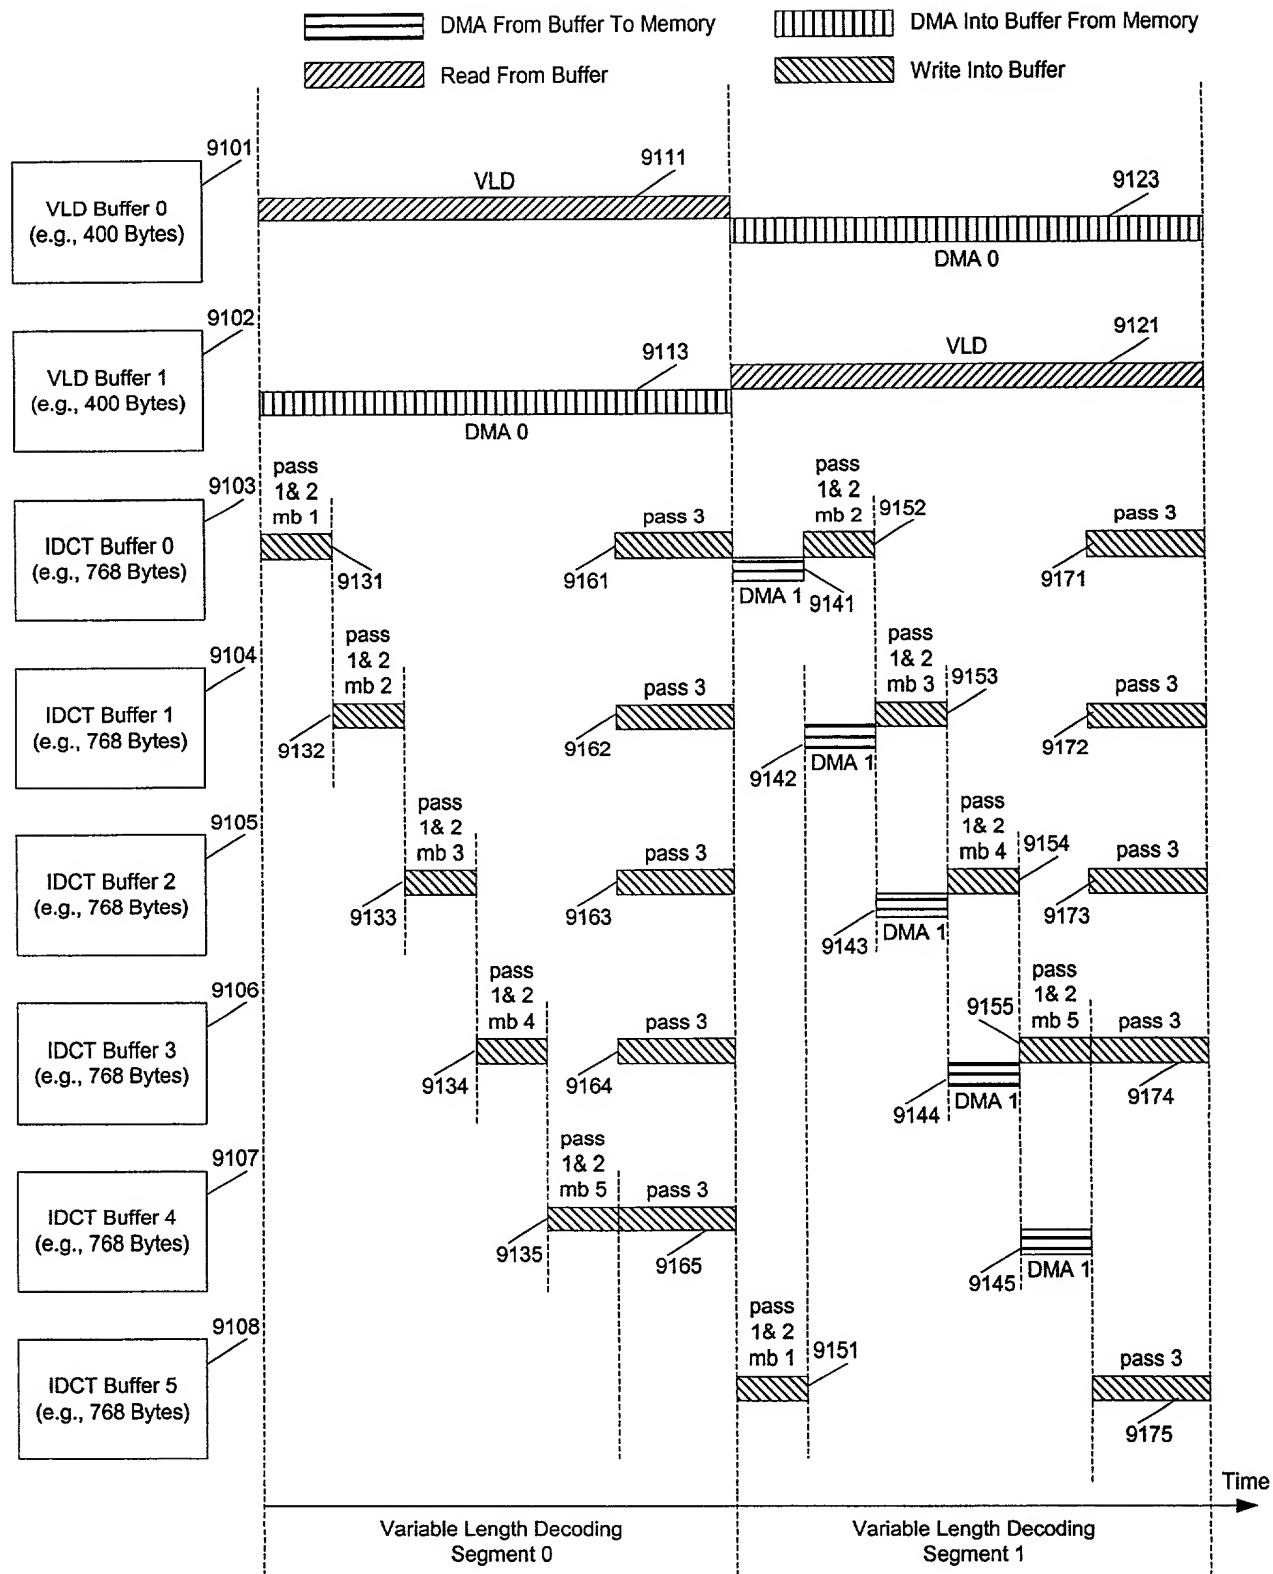 DMA From Buffer To Memory
DMA Into Buffer From Memory
Read From Buffer
Write Into Buffer
9101
VLD Buffer 0
(e.g., 400 Bytes)
VLD
9111
9123
DMA 0
9102
VLD Buffer 1
(e.g., 400 Bytes)
9113
DMA 0
VLD
9121
9103
IDCT Buffer 0
(e.g., 768 Bytes)
pass
1& 2
mb 1
9131
pass 3
9161
DMA 1
9141
pass
1& 2
mb 2
9152
pass 3
9171
9104
IDCT Buffer 1
(e.g., 768 Bytes)
pass
1& 2
mb 2
9132
pass 3
9162
DMA 1
9142
pass
1& 2
mb 3
9153
pass 3
9172
9105
IDCT Buffer 2
(e.g., 768 Bytes)
pass
1& 2
mb 3
9133
pass 3
9163
DMA 1
9143
pass
1& 2
mb 4
9154
pass 3
9173
9106
IDCT Buffer 3
(e.g., 768 Bytes)
pass
1& 2
mb 4
9134
pass 3
9164
DMA 1
9144
pass
1& 2
mb 5
9155
pass 3
9174
9107
IDCT Buffer 4
(e.g., 768 Bytes)
pass
1& 2
mb 5
9135
pass 3
9165
DMA 1
9145
9108
IDCT Buffer 5
(e.g., 768 Bytes)
pass
1& 2
mb 1
9151
pass 3
9175
Time
Variable Length Decoding
Segment 0
Variable Length Decoding
Segment 1